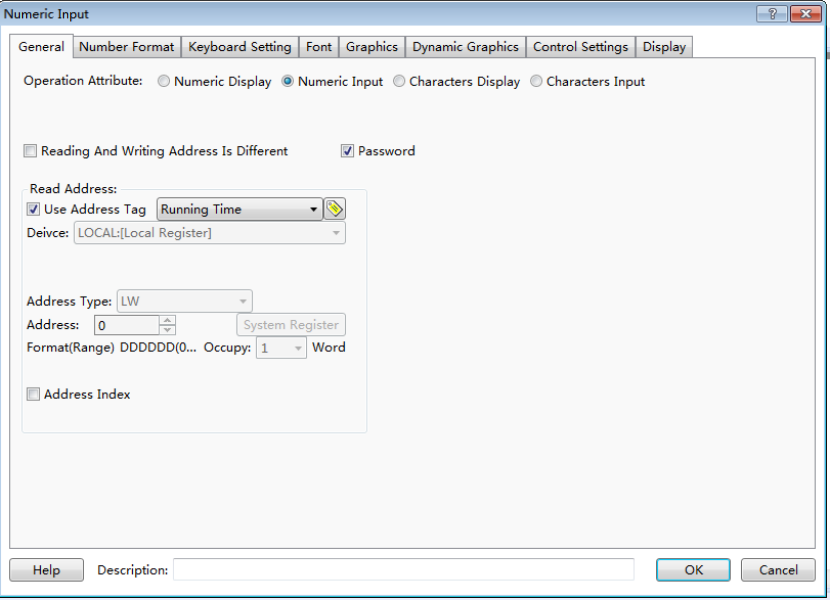 Numeric Input
General Number Format Keyboard Setting Font Graphics Dynamic Graphics Control Settings Display
Operation Attribute: Numeric Display Numeric Input Characters Display Characters Input
Reading And Writing Address Is Different Password
Read Address:
Use Address Tag Running Time
Deivce: LOCAL:[Local Register]
Address Type: LW
Address: 0 System Register
Format(Range) DDDDDD(0... Occupy: 1 Word
Address Index
Help Description: OK Cancel